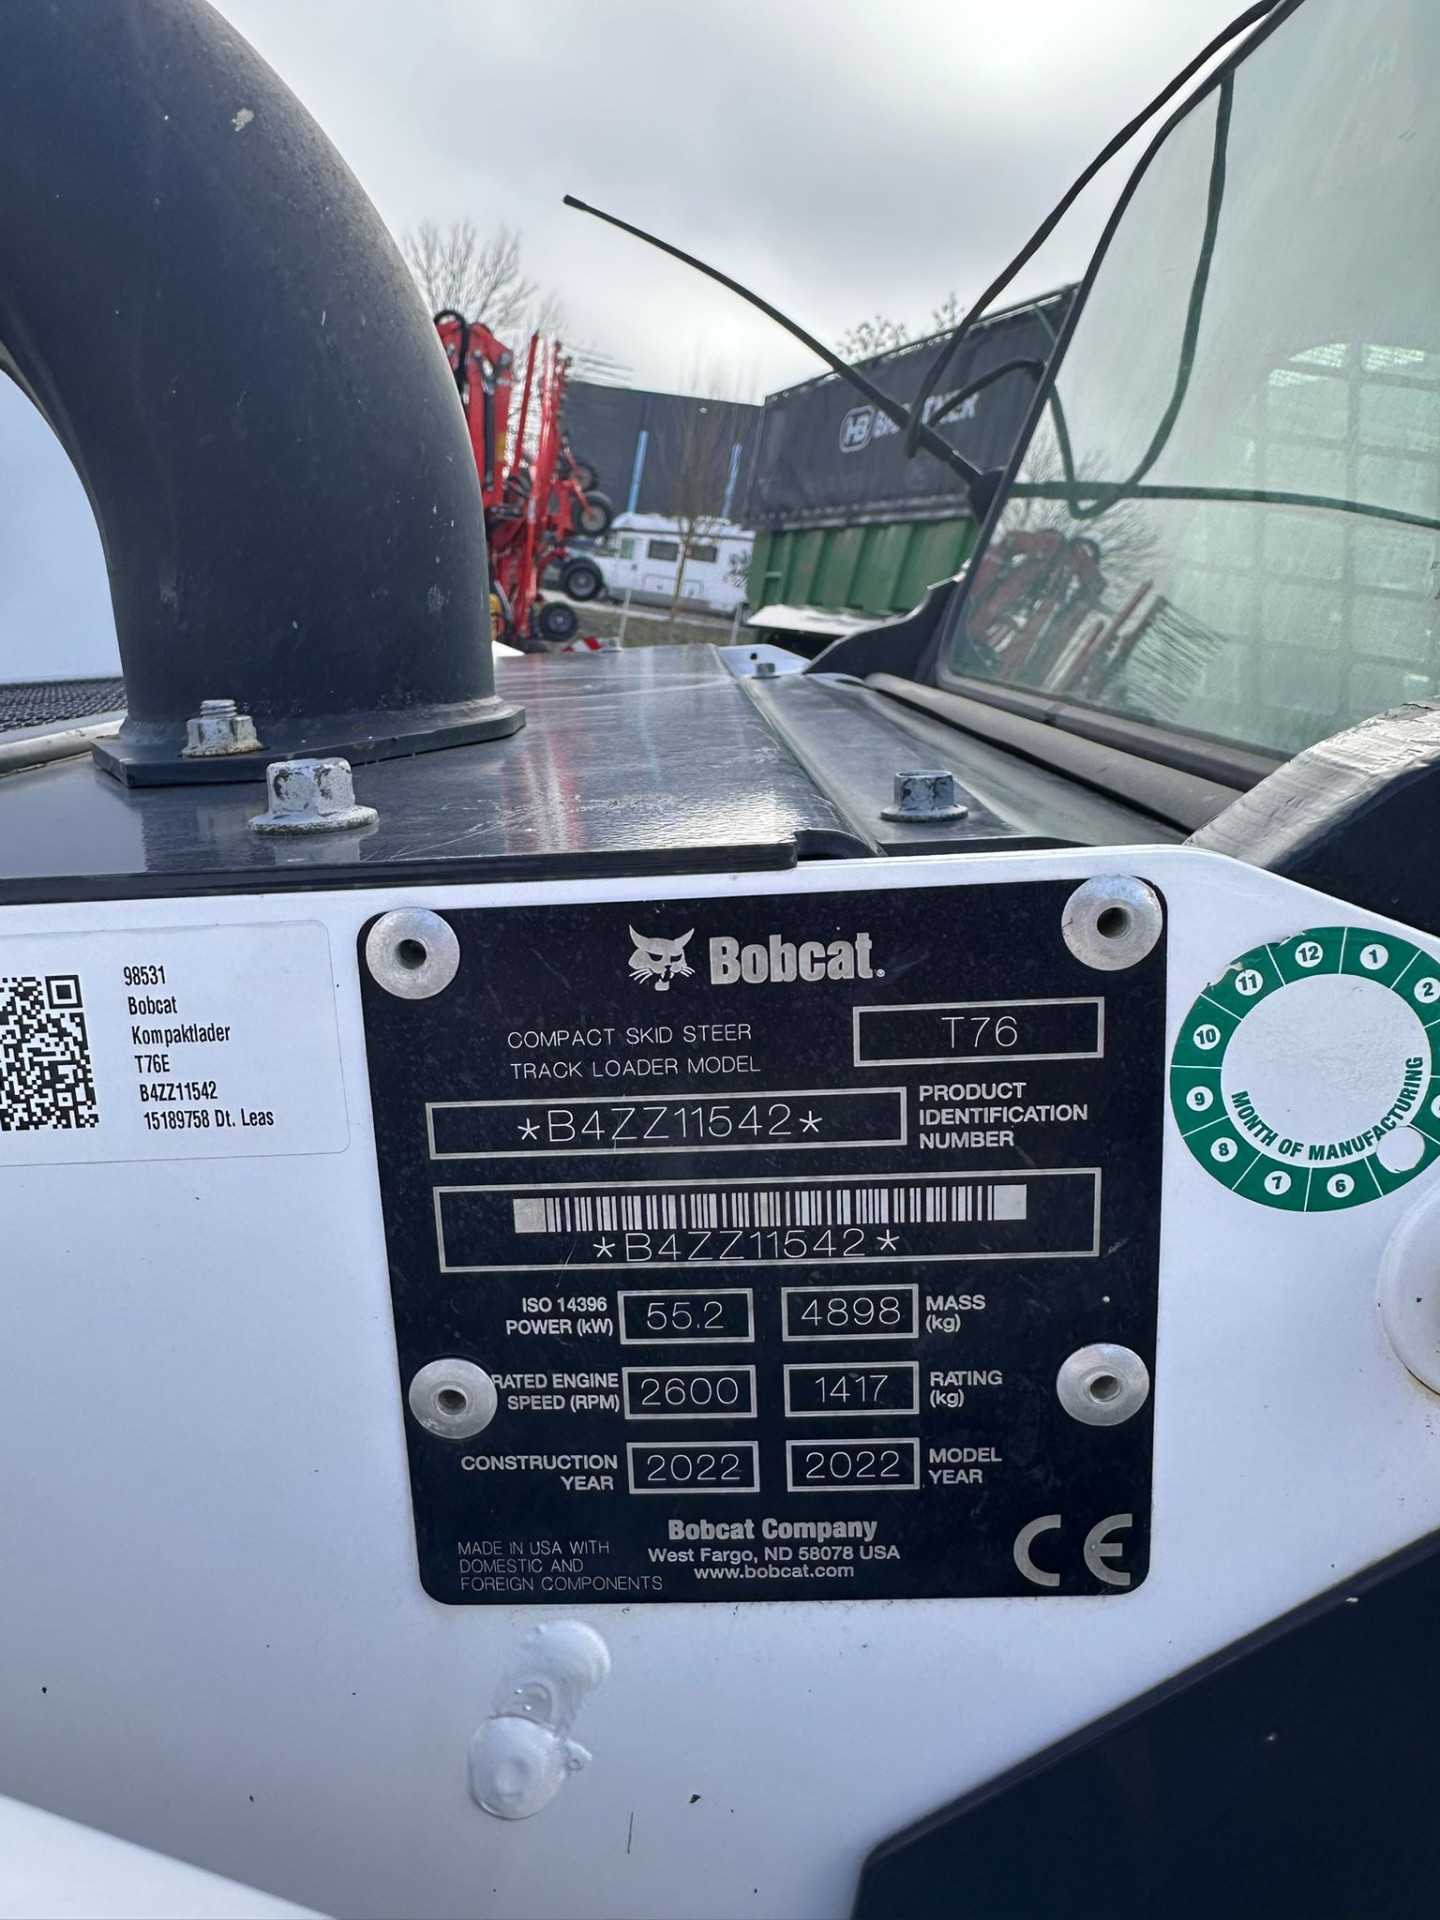 98531
Bobcat
Kompaktlader
T76E
B4ZZ11542
15189758 Dt. Leas
Bobcat®
COMPACT SKID STEER
TRACK LOADER MODEL
T76
*B4ZZ11542*
PRODUCT
IDENTIFICATION
NUMBER
*B4ZZ11542*
ISO 14396
POWER (kW)
55.2
4898
MASS
(kg)
RATED ENGINE
SPEED (RPM)
2600
1417
RATING
(kg)
CONSTRUCTION
YEAR
2022
2022
MODEL
YEAR
MADE IN USA WITH
DOMESTIC AND
FOREIGN COMPONENTS
Bobcat Company
West Fargo, ND 58078 USA
www.bobcat.com
CE
12
1
2
11
10
9
8
7
6
MONTH OF MANUFACTURING
HB